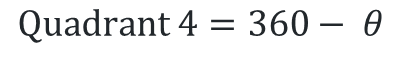 Quadrant 4 = 360 − θ